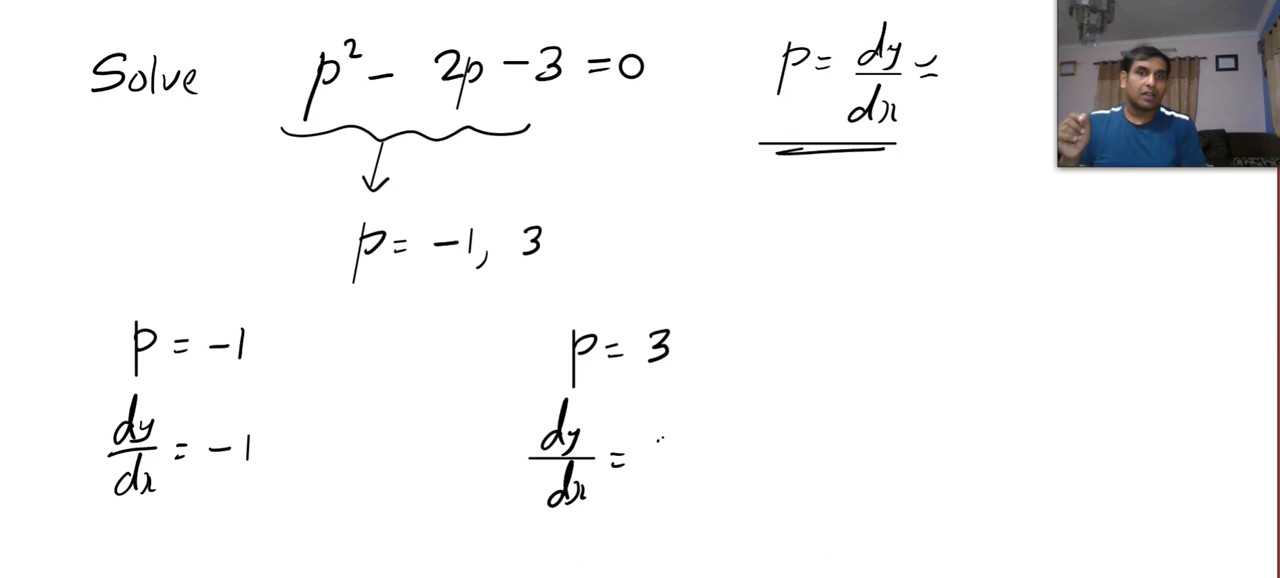 Solve p² - 2p - 3 = 0
p = dy/dx =
p = -1, 3
p = -1
p = 3
dy/dx = -1
dy/dx =